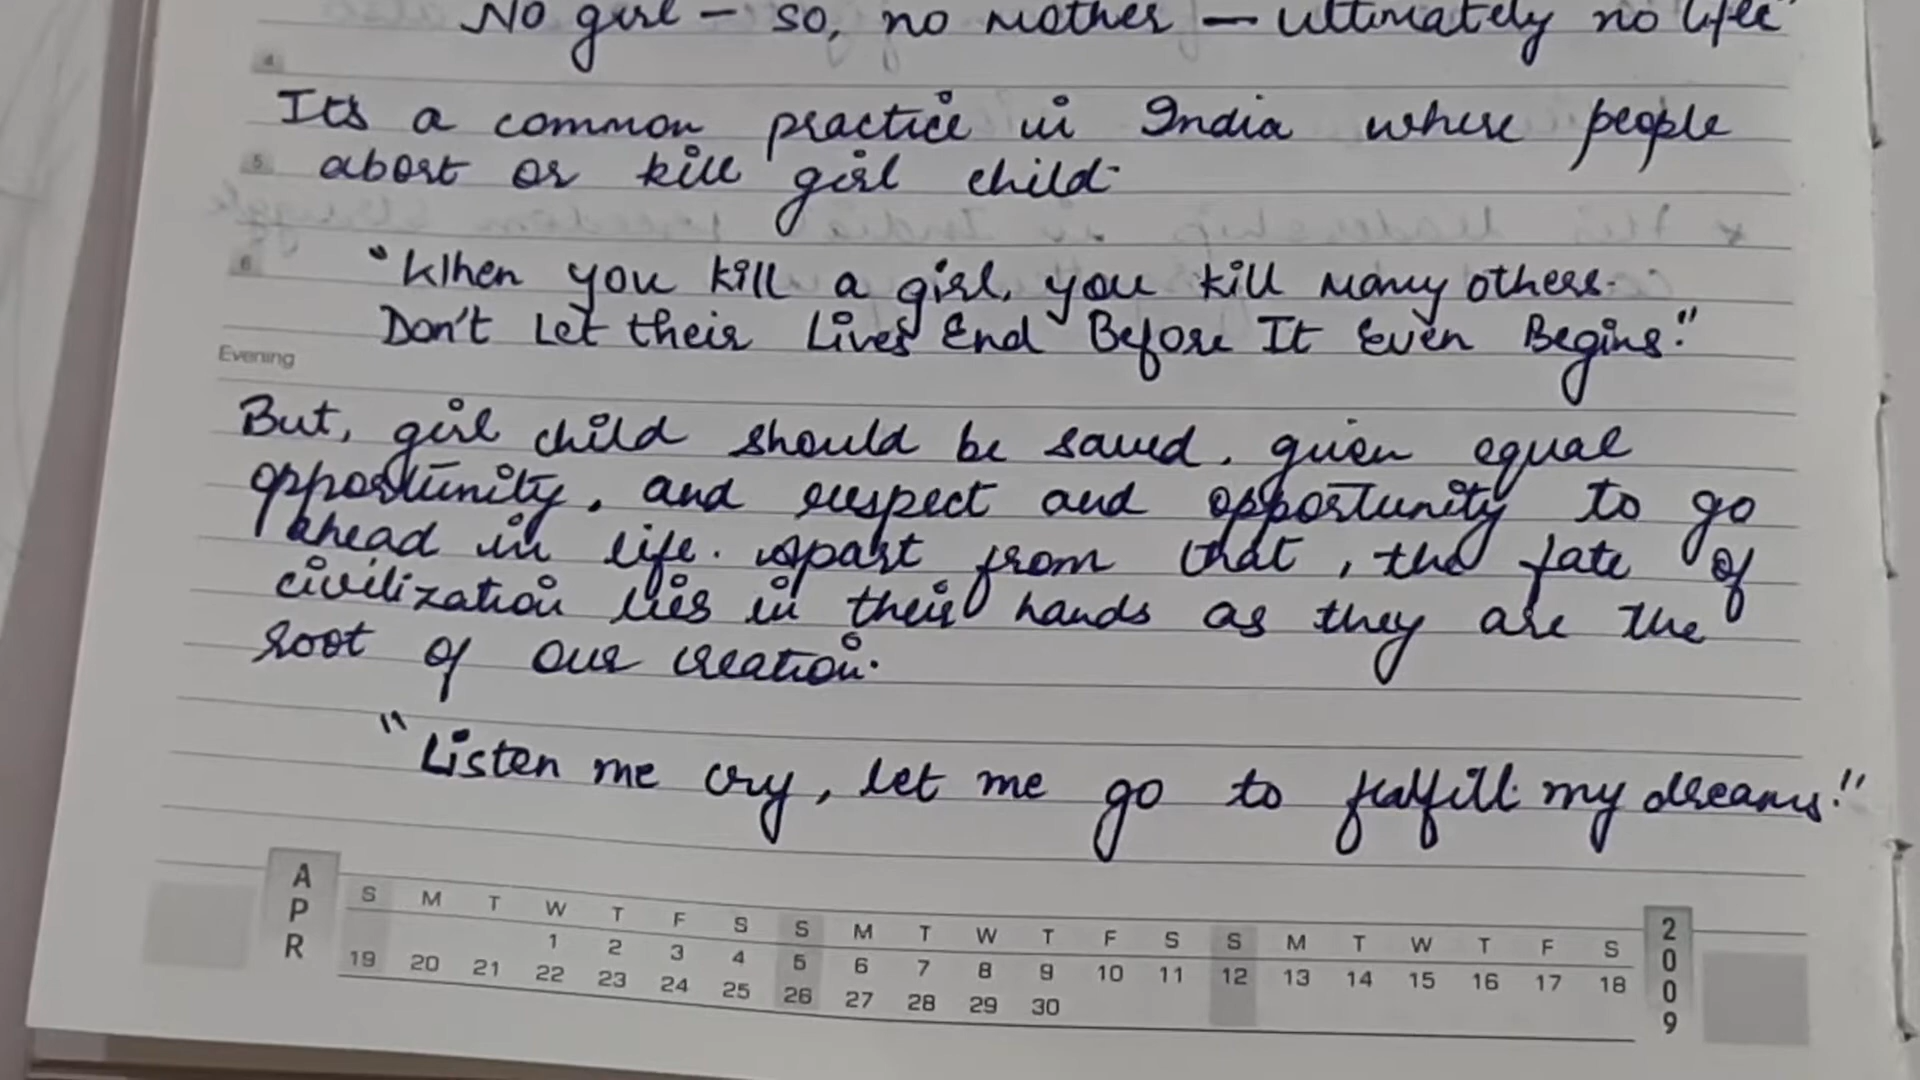 No girl - so, no mother - ultimately no life"
4
It's a common practice in India where people
5 abort or kill girl child.
6 "When you kill a girl, you kill many others.
Don't Let their Lives End Before It Even Begins."
Evening
But, girl child should be saved, given equal
opportunity, and respect and opportunity to go
ahead in life. Apart from that, the fate of
civilization lies in their hands as they are the
root of our creation.
"Listen me cry, let me go to fulfill my dreams."
APR 2009
S M T W T F S S M T W T F S S M T W T F S
1 2 3 4 5 6 7 8 9 10 11 12 13 14 15 16 17 18
19 20 21 22 23 24 25 26 27 28 29 30